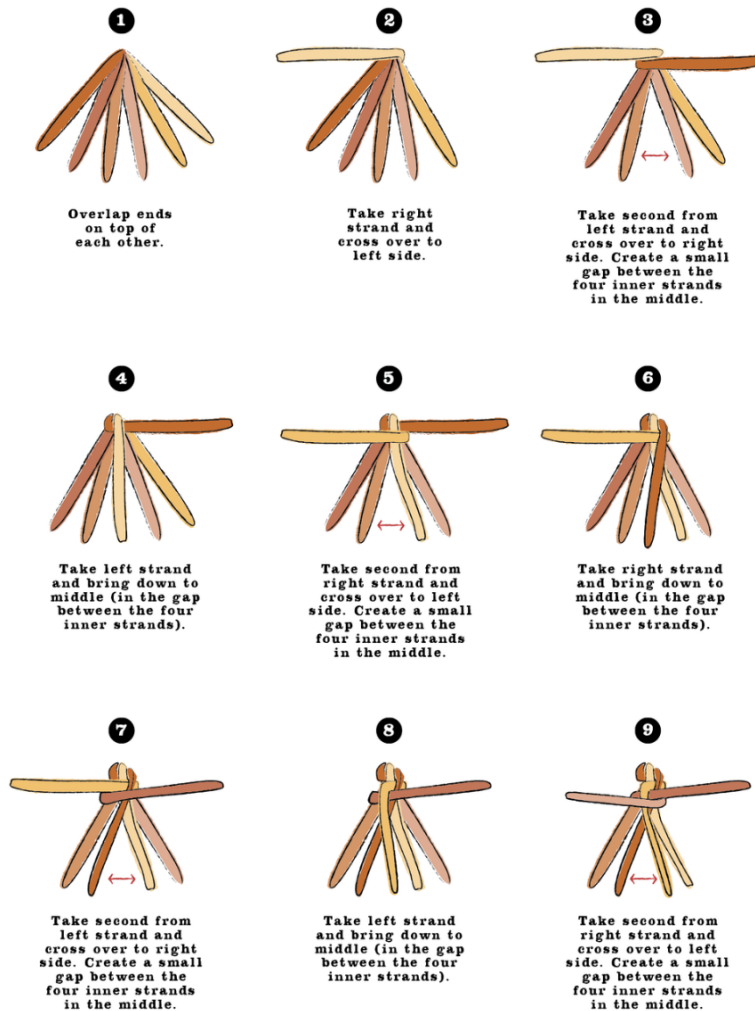 1
Overlap ends
on top of
each other.
2
Take right
strand and
cross over to
left side.
3
Take second from
left strand and
cross over to right
side. Create a small
gap between the
four inner strands
in the middle.
4
Take left strand
and bring down to
middle (in the gap
between the four
inner strands).
5
Take second from
right strand and
cross over to left
side. Create a small
gap between the
four inner strands
in the middle.
6
Take right strand
and bring down to
middle (in the gap
between the four
inner strands).
7
Take second from
left strand and
cross over to right
side. Create a small
gap between the
four inner strands
in the middle.
8
Take left strand
and bring down to
middle (in the gap
between the four
inner strands).
9
Take second from
right strand and
cross over to left
side. Create a small
gap between the
four inner strands
in the middle.